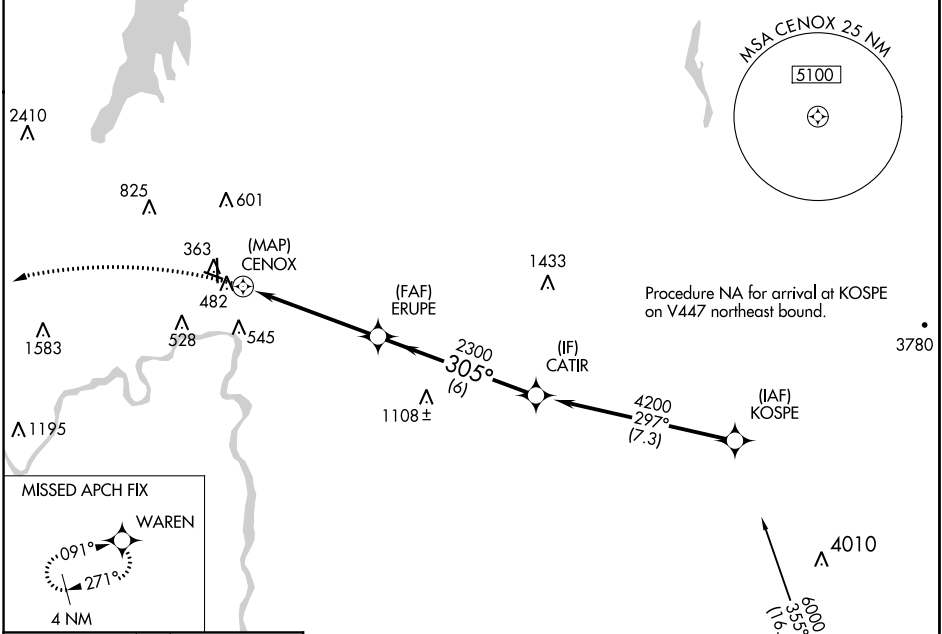 MSA CENOX 25 NM
5100
2410
825
601
363
(MAP)
CENOX
482
1433
(FAF)
ERUPE
Procedure NA for arrival at KOSPE
on V447 northeast bound.
1583
528
545
3780
2300
305°
(6)
(IF)
CATIR
1108 ±
4200
297°
(7.3)
(IAF)
KOSPE
1195
MISSED APCH FIX
WAREN
091°
271°
4 NM
4010
6000
355°